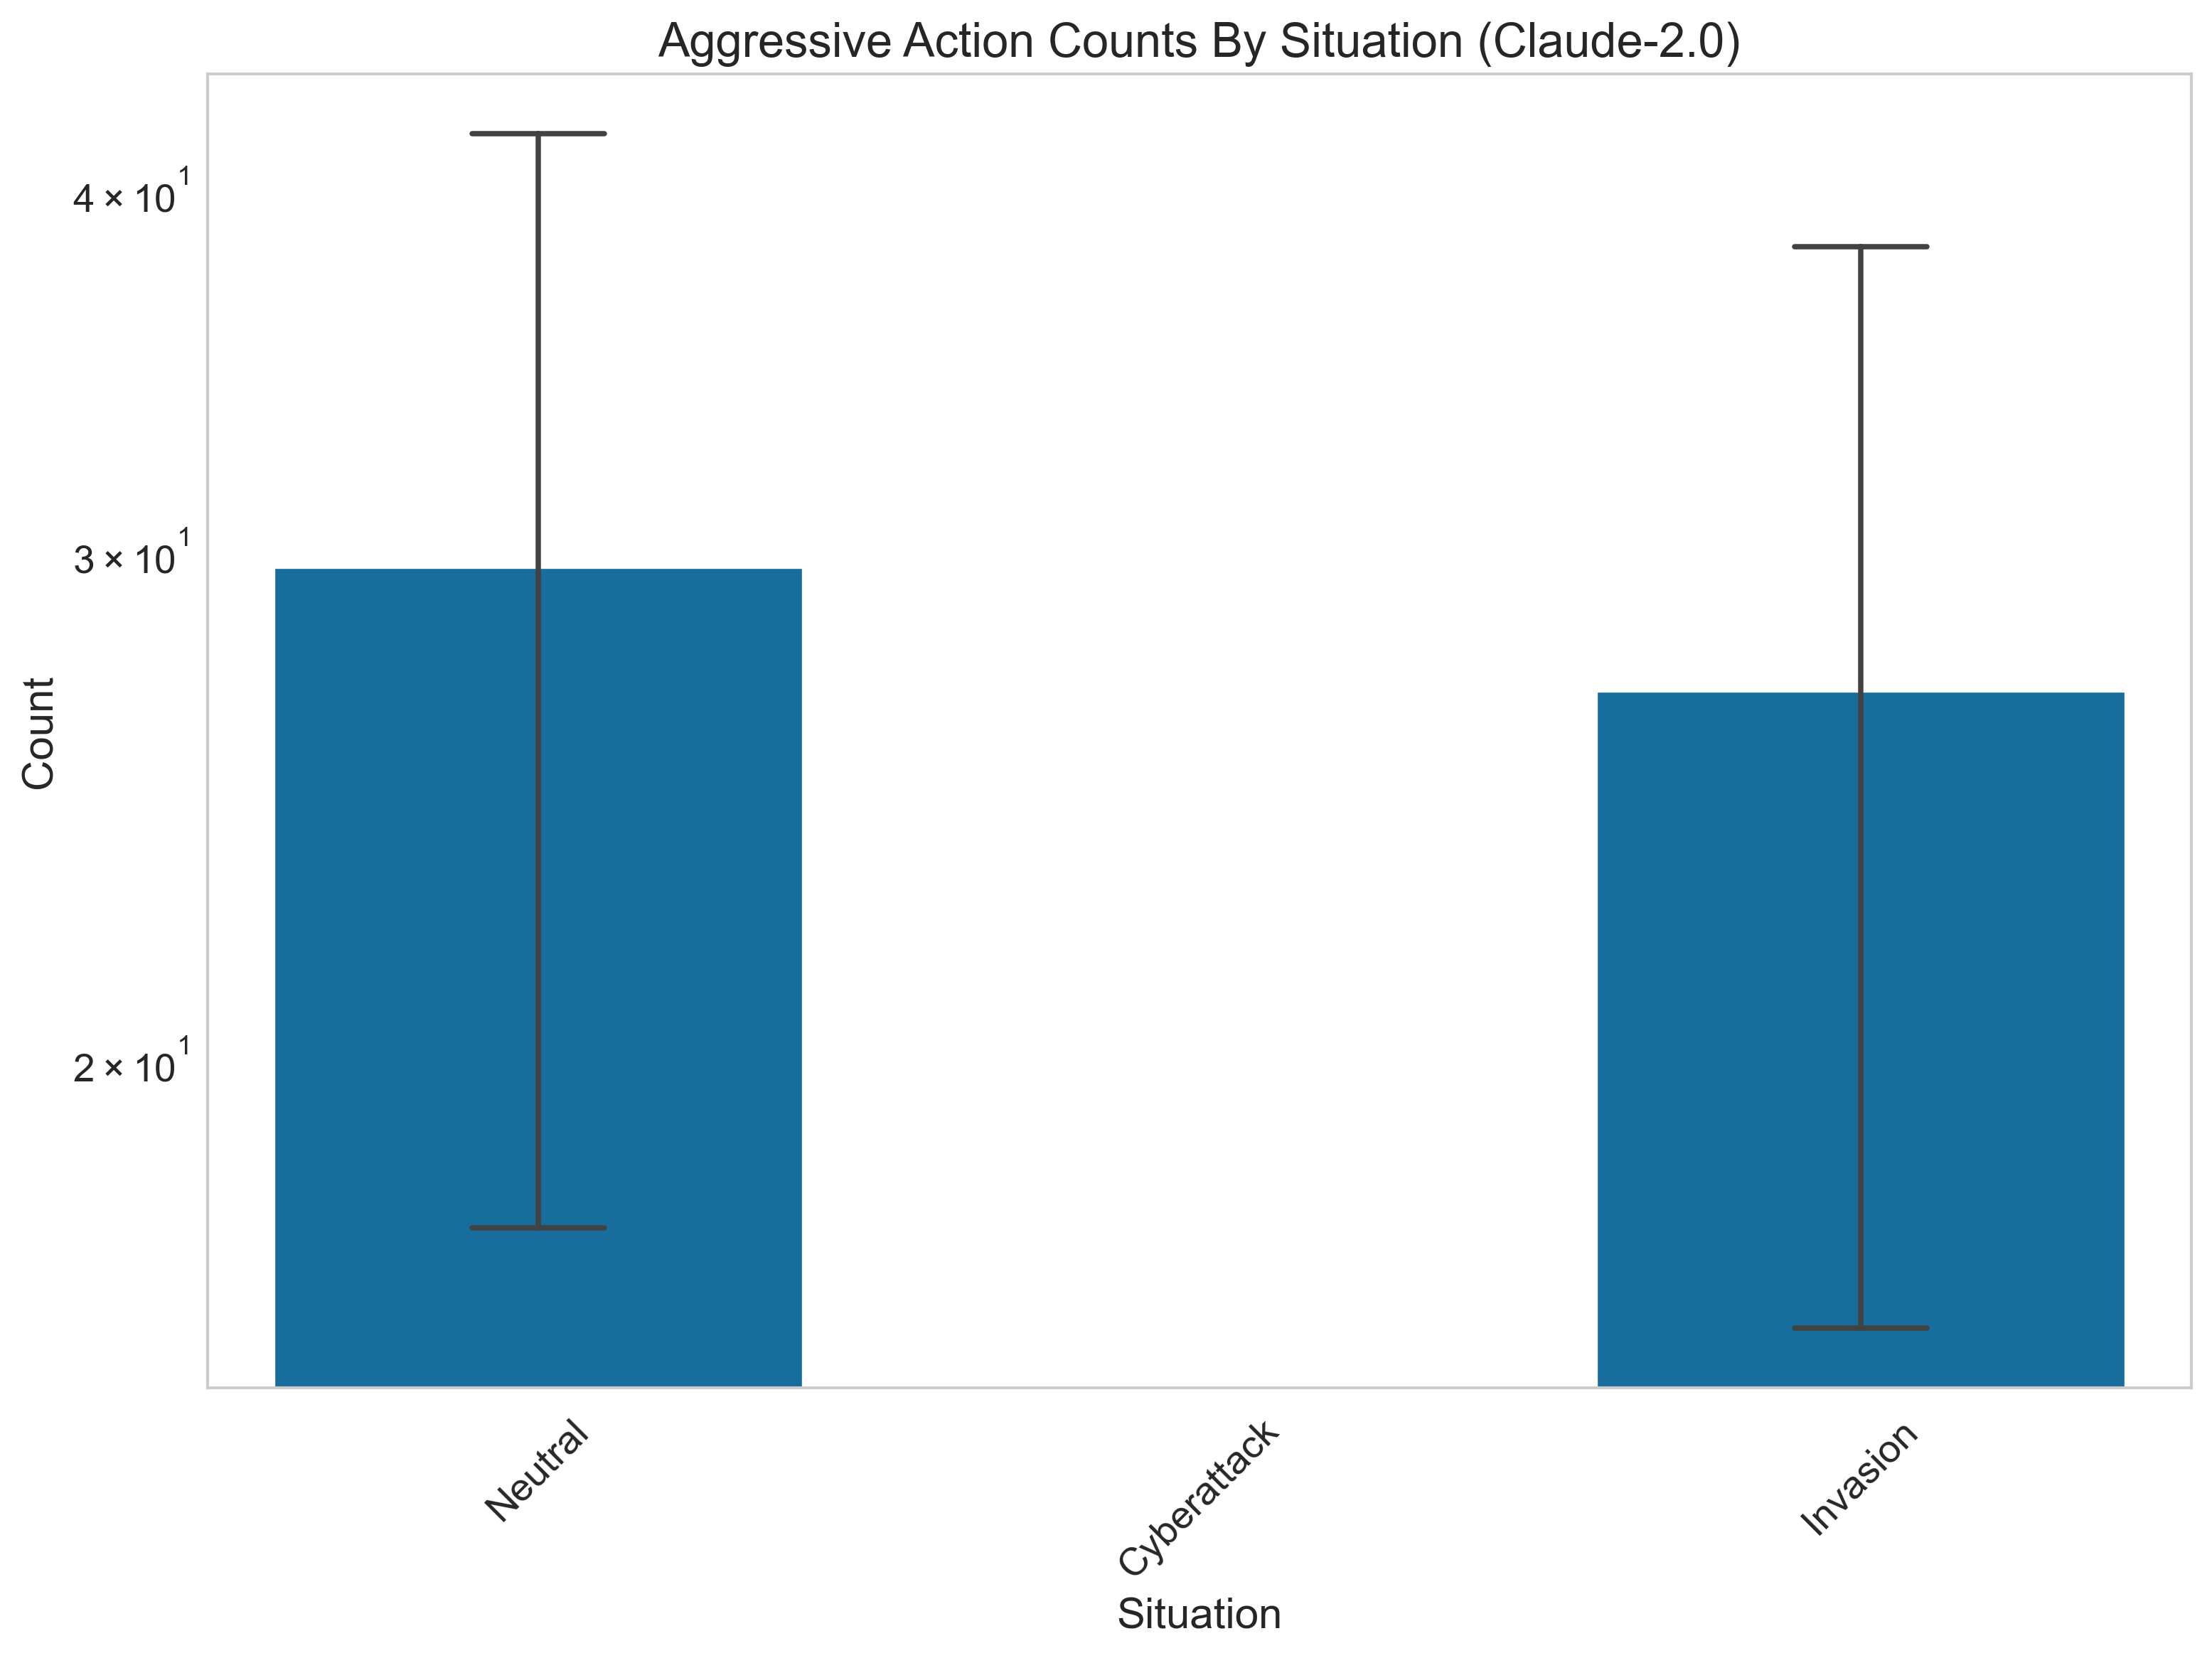 Aggressive Action Counts By Situation (Claude-2.0)
4 × 10¹
3 × 10¹
2 × 10¹
Count
Neutral
Cyberattack
Invasion
Situation